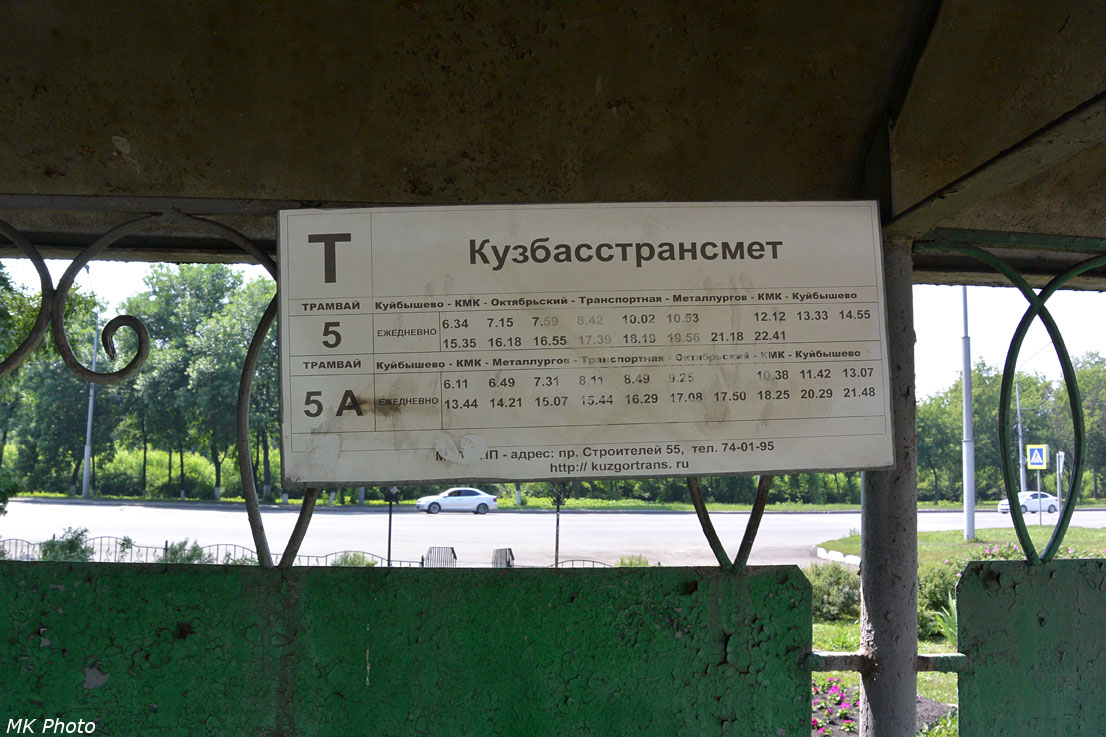 Т
Кузбасстрансмет
ТРАМВАЙ Куйбышево - КМК - Октябрьский - Транспортная - Металлургов - КМК - Куйбышево
5 ЕЖЕДНЕВНО 6.34 7.15 7.59 8.42 10.02 10.53 12.12 13.33 14.55
15.35 16.18 16.55 17.39 18.19 19.56 21.18 22.41
ТРАМВАЙ Куйбышево - КМК - Металлургов - Транспортная - Октябрьский - КМК - Куйбышево
5 А ЕЖЕДНЕВНО 6.11 6.49 7.31 8.11 8.49 9.25 10.38 11.42 13.07
13.44 14.21 15.07 15.44 16.29 17.08 17.50 18.25 20.29 21.48
- адрес: пр. Строителей 55, тел. 74-01-95
http:// kuzgortrans. ru
MK Photo